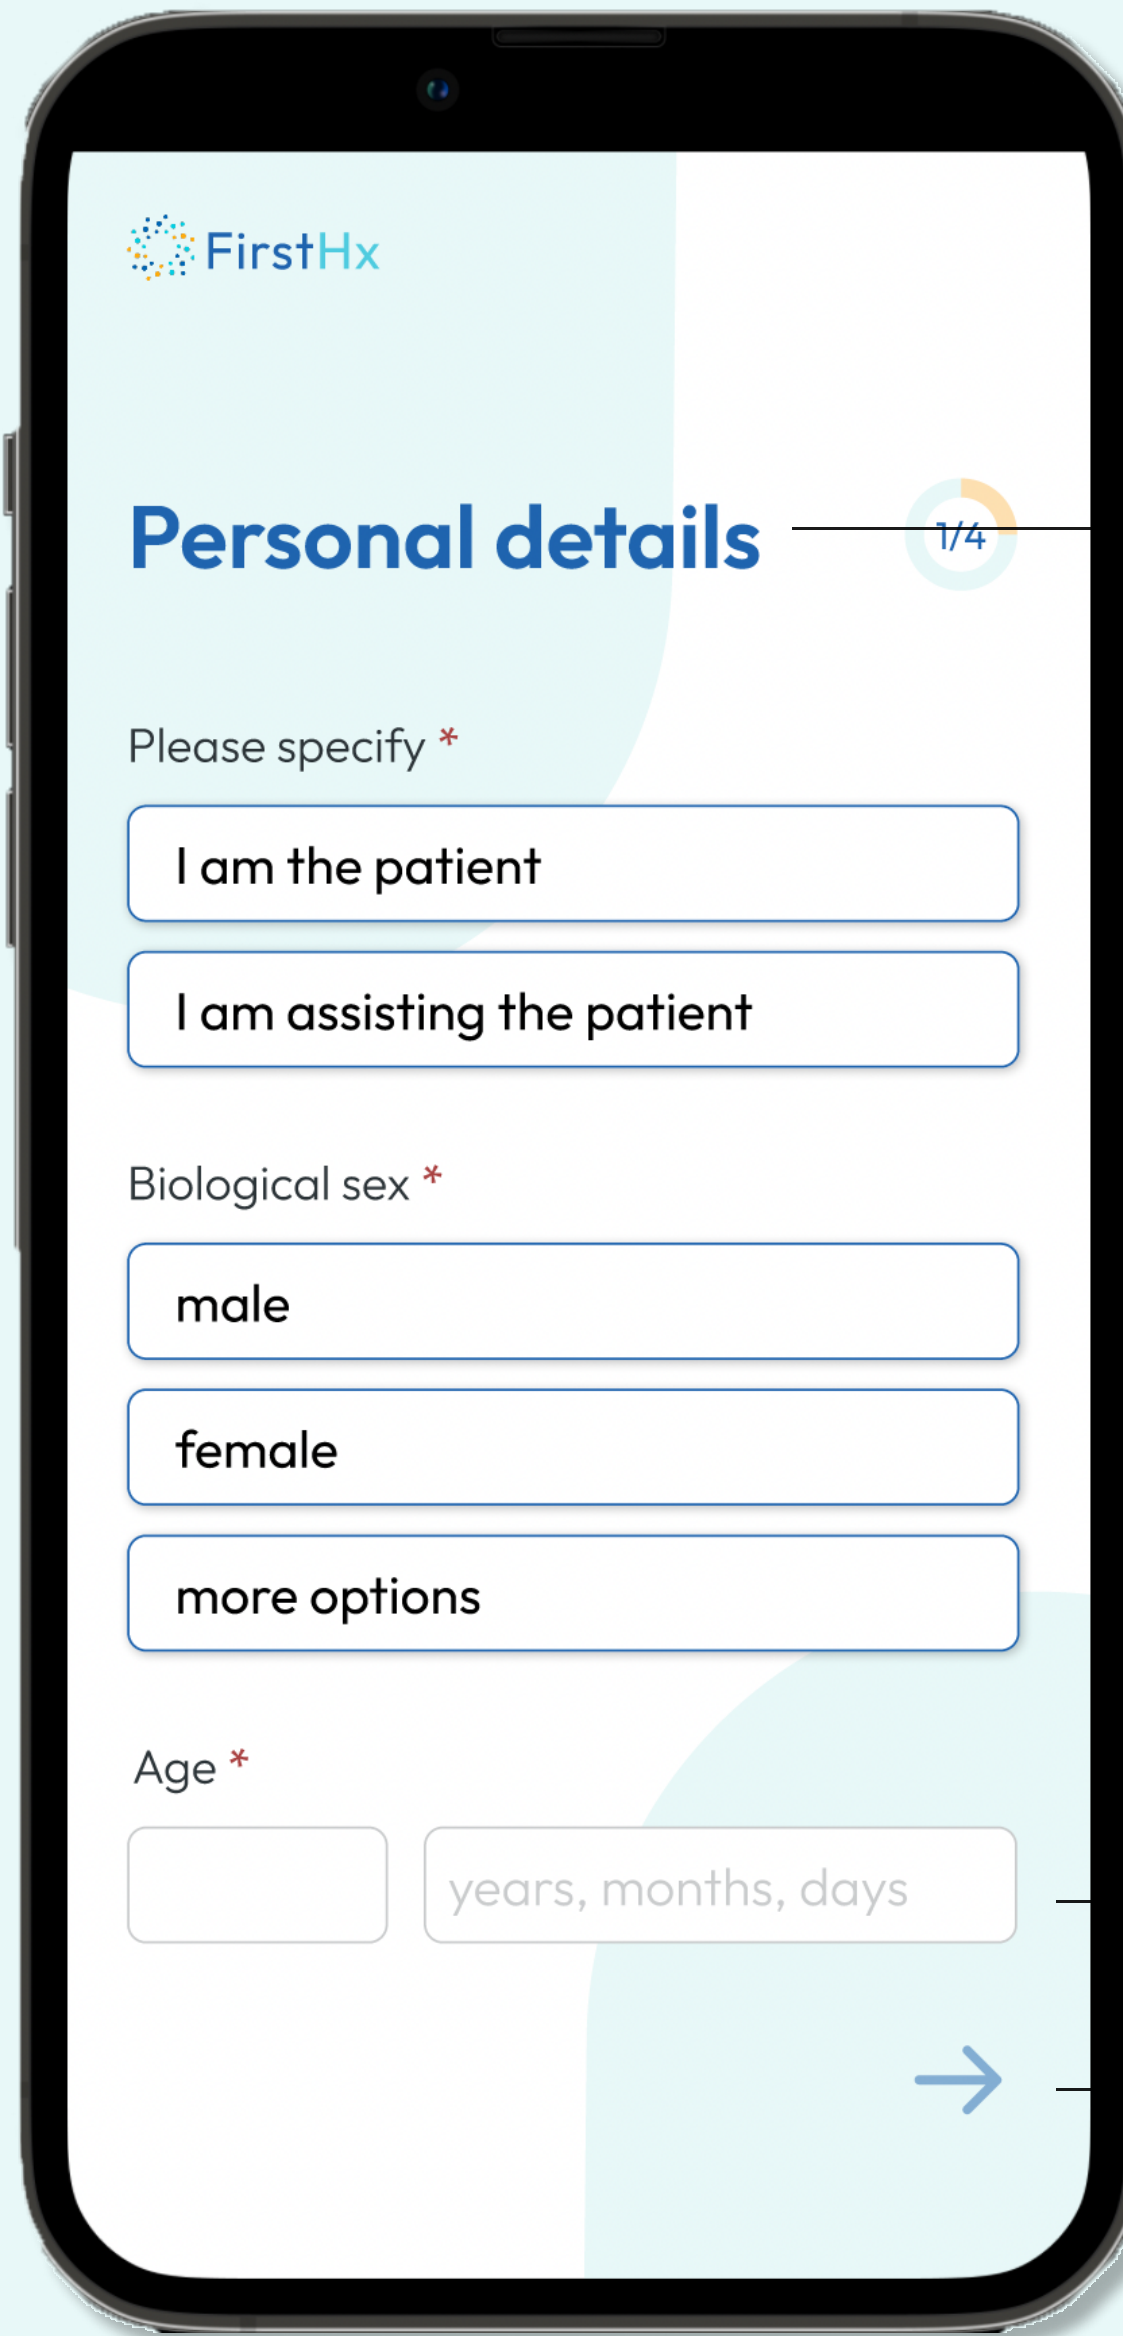 FirstHx
Personal details
1/4
Please specify *
I am the patient
I am assisting the patient
Biological sex *
male
female
more options
Age *
years, months, days